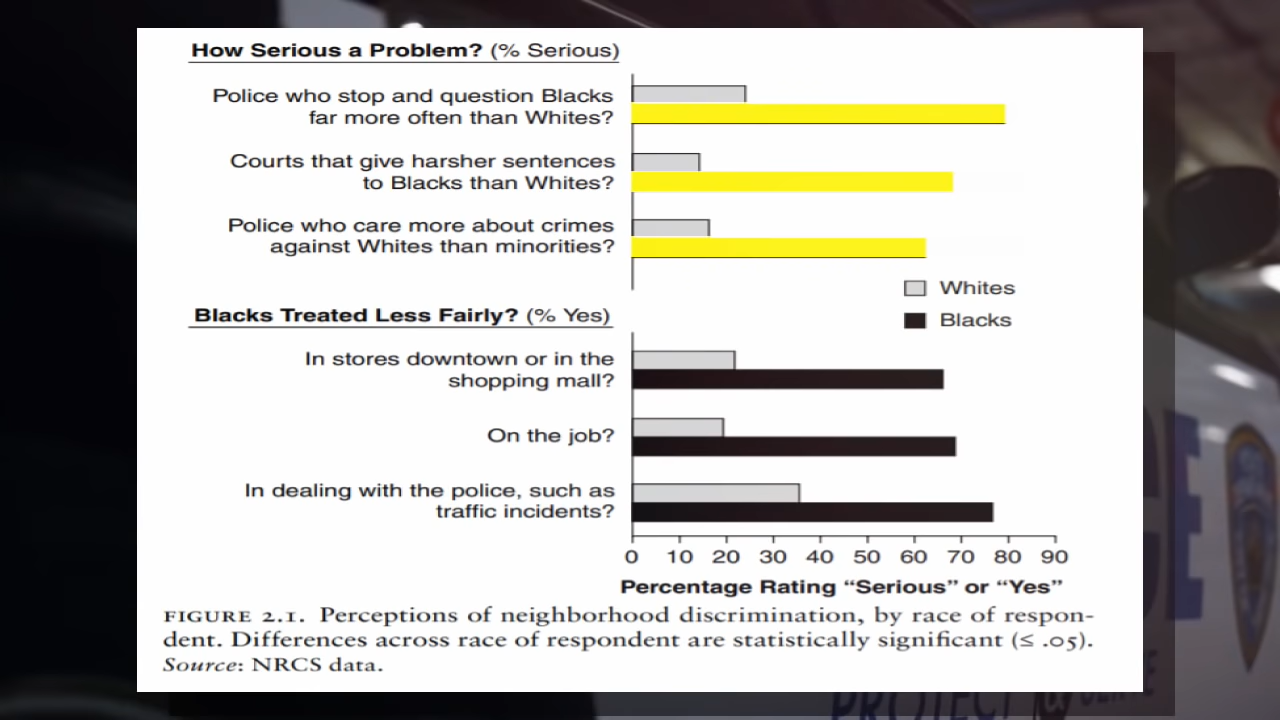 How Serious a Problem? (% Serious)
Police who stop and question Blacks
far more often than Whites?
Courts that give harsher sentences
to Blacks than Whites?
Police who care more about crimes
against Whites than minorities?
Whites
Blacks
Blacks Treated Less Fairly? (% Yes)
In stores downtown or in the
shopping mall?
On the job?
In dealing with the police, such as
traffic incidents?
0 10 20 30 40 50 60 70 80 90
Percentage Rating “Serious” or “Yes”
FIGURE 2.1. Perceptions of neighborhood discrimination, by race of respon-
dent. Differences across race of respondent are statistically significant (≤ .05).
Source: NRCS data.
PROTECT